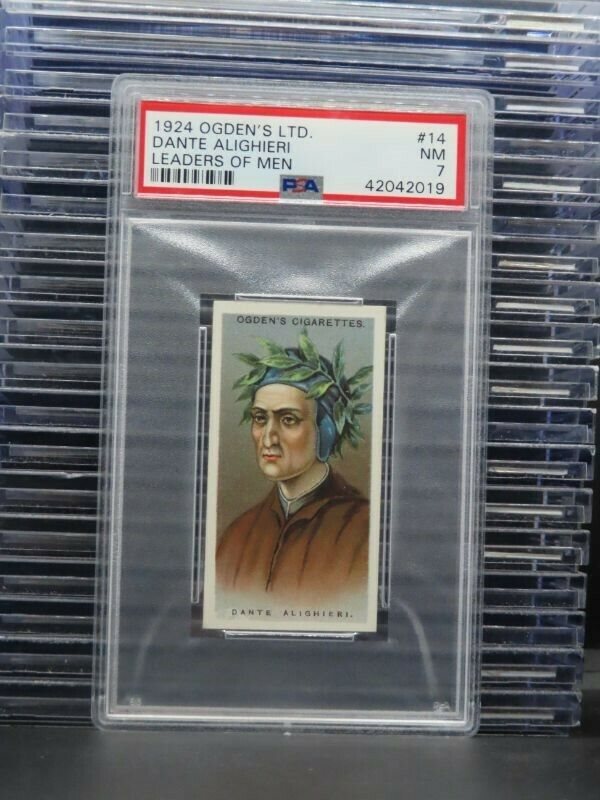 1924 OGDEN'S LTD. #14
DANTE ALIGHIERI NM
LEADERS OF MEN 7
PSA 42042019
OGDEN'S CIGARETTES.
DANTE ALIGHIERI.